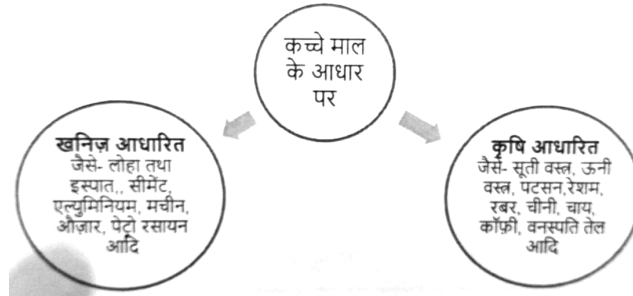 कच्चे माल
के आधार
पर
खनिज़ आधारित
जैसे- लोहा तथा
इस्पात,, सीमेंट,
एल्युमिनियम, मचीन,
औज़ार, पेट्रो रसायन
आदि
कृषि आधारित
जैसे- सूती वस्त्र, ऊनी
वस्त्र, पटसन,रेशम,
रबर, चीनी, चाय,
कॉफ़ी, वनस्पति तेल
आदि